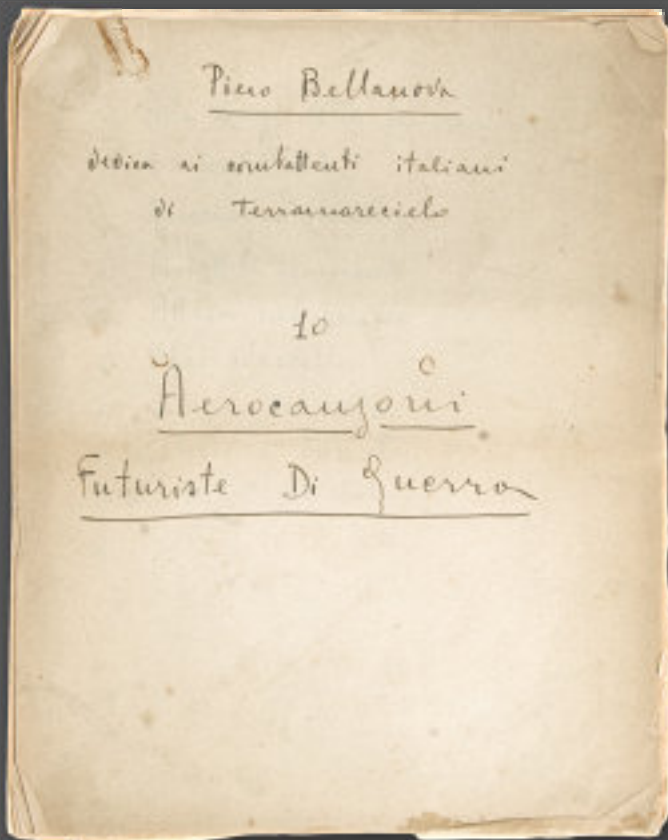 Piero Bellanova
dedica ai combattenti italiani
di Terramarecielo
10
Aerocanzoni
Futuriste Di Guerra